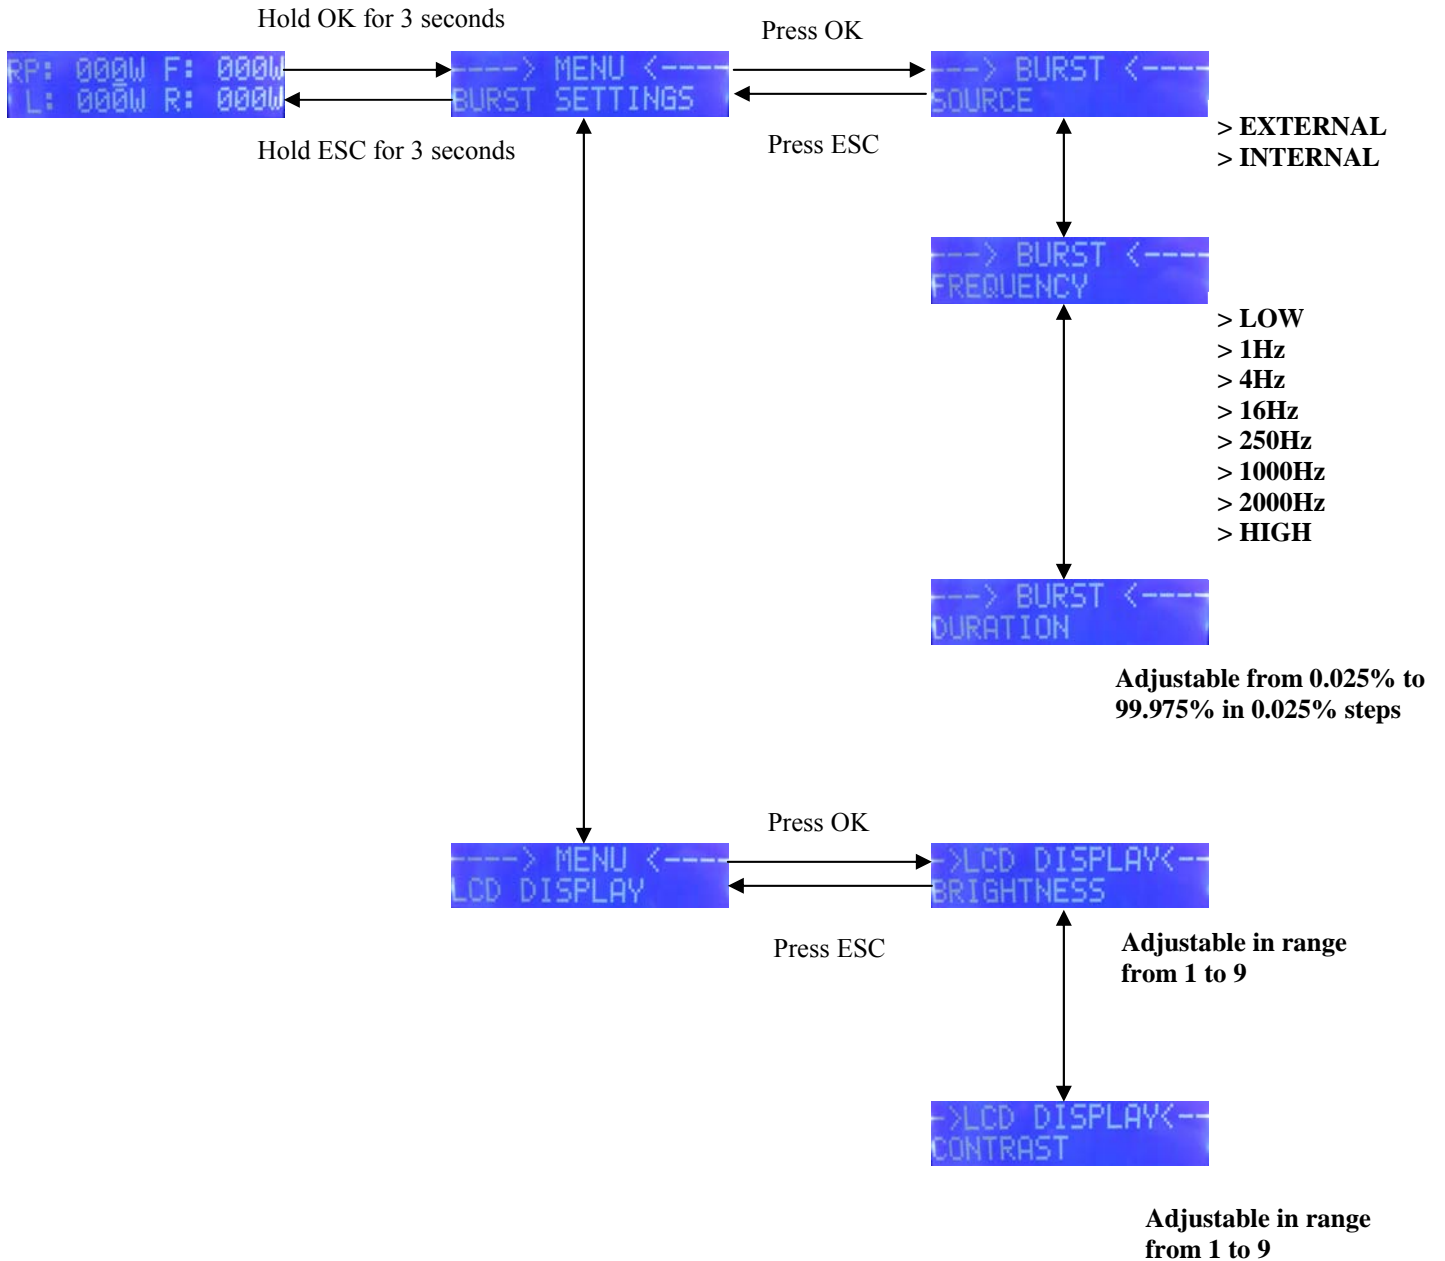 Hold OK for 3 seconds
Press OK
RP: 000W F: 000W
L: 000W R: 000W
----> MENU <----
BURST SETTINGS
---> BURST <----
SOURCE
Hold ESC for 3 seconds
Press ESC
> EXTERNAL
> INTERNAL
---> BURST <----
FREQUENCY
> LOW
> 1Hz
> 4Hz
> 16Hz
> 250Hz
> 1000Hz
> 2000Hz
> HIGH
---> BURST <----
DURATION
Adjustable from 0.025% to
99.975% in 0.025% steps
Press OK
----> MENU <----
LCD DISPLAY
->LCD DISPLAY<--
BRIGHTNESS
Press ESC
Adjustable in range
from 1 to 9
->LCD DISPLAY<--
CONTRAST
Adjustable in range
from 1 to 9